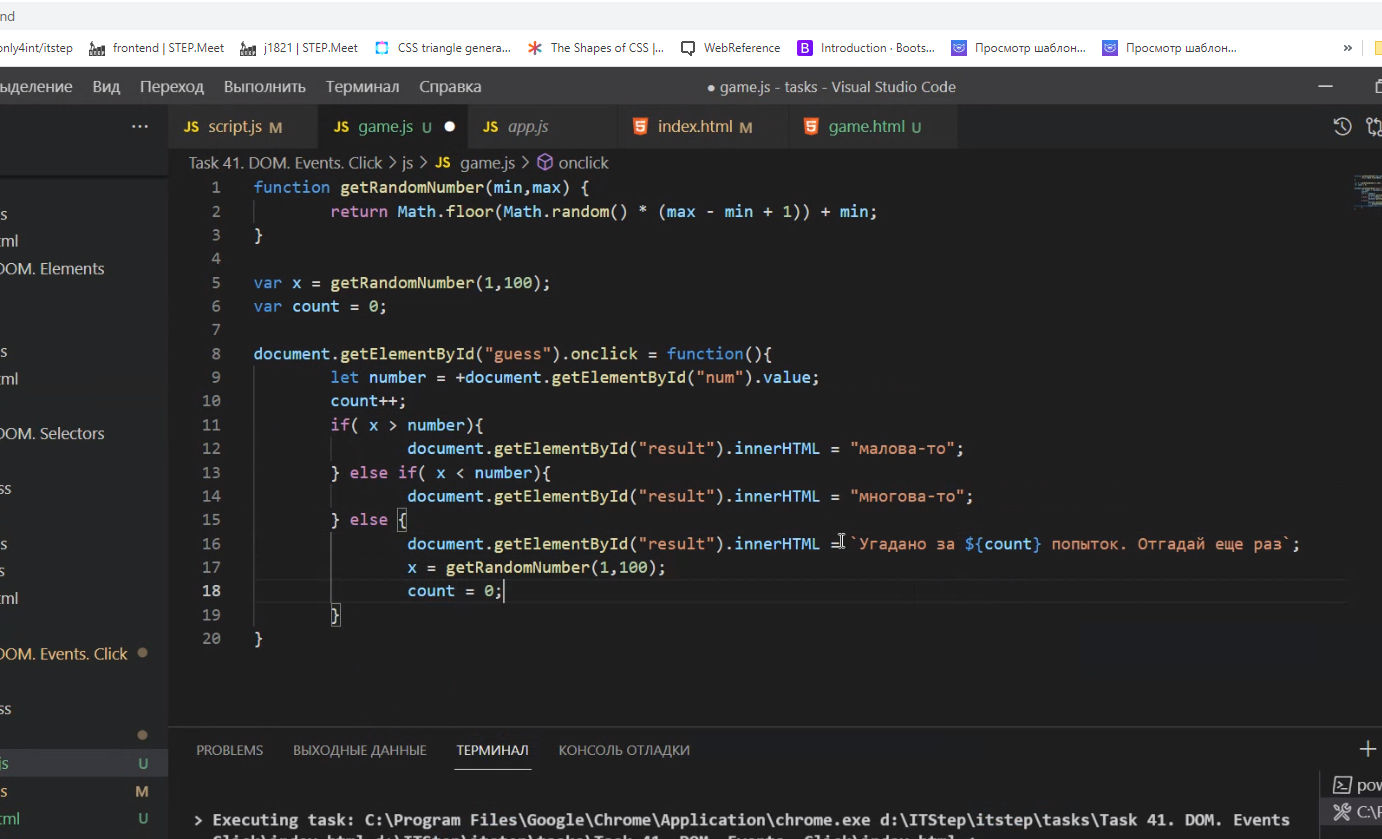 nd
only4int/itstep frontend | STEP.Meet j1821 | STEP.Meet CSS triangle genera... The Shapes of CSS |... WebReference B Introduction · Boots... Просмотр шаблон... Просмотр шаблон... »
ыделение Вид Переход Выполнить Терминал Справка ● game.js - tasks - Visual Studio Code
... JS script.js M JS game.js U ● JS app.js index.html M game.html U
Task 41. DOM. Events. Click > js > JS game.js > onclick
1 function getRandomNumber(min,max) {
2 return Math.floor(Math.random() * (max - min + 1)) + min;
3 }
4
5 var x = getRandomNumber(1,100);
6 var count = 0;
7
8 document.getElementById("guess").onclick = function(){
9 let number = +document.getElementById("num").value;
10 count++;
11 if( x > number){
12 document.getElementById("result").innerHTML = "малова-то";
13 } else if( x < number){
14 document.getElementById("result").innerHTML = "многова-то";
15 } else {
16 document.getElementById("result").innerHTML = `Угадано за ${count} попыток. Отгадай еще раз`;
17 x = getRandomNumber(1,100);
18 count = 0;
19 }
20 }
s
ml
DOM. Elements
s
ml
DOM. Selectors
ss
s
s
ml
DOM. Events. Click
ss
js U
s M
tml U
PROBLEMS ВЫХОДНЫЕ ДАННЫЕ ТЕРМИНАЛ КОНСОЛЬ ОТЛАДКИ
pow
> Executing task: C:\Program Files\Google\Chrome\Application\chrome.exe d:\ITStep\itstep\tasks\Task 41. DOM. Events